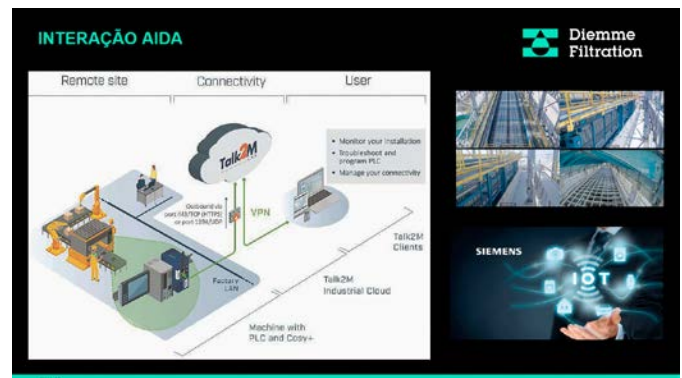 INTERAÇÃO AIDA
Diemme
Filtration
Remote site
Connectivity
User
Talk2M
• Monitor your installation
• Troubleshoot and
program PLC
• Manage your connectivity
Outbound via
port 443/TCP (HTTPS)
or port 1194/UDP
VPN
Factory
LAN
Talk2M
Clients
Talk2M
Industrial Cloud
Machine with
PLC and Cosy+
SIEMENS
IOT